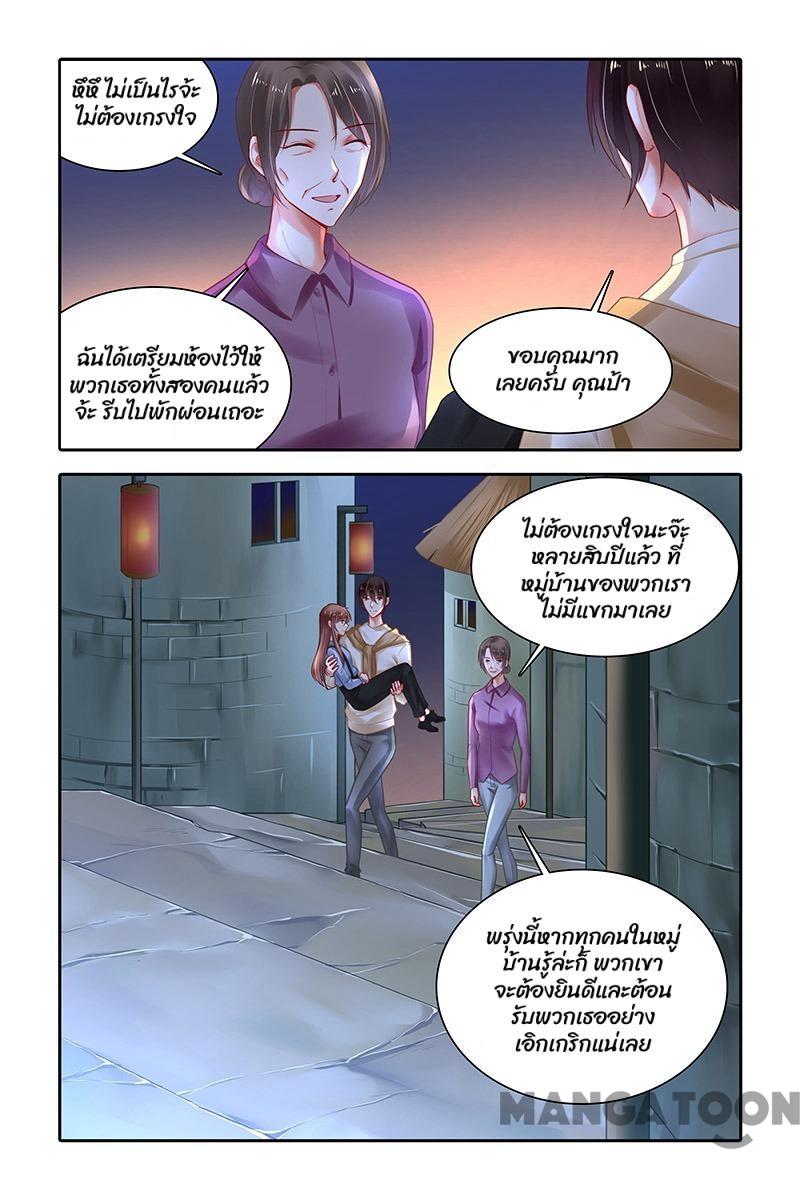 หึหึ ไม่เป็นไรจ้ะ
ไม่ต้องเกรงใจ
ฉันได้เตรียมห้องไว้ให้
พวกเธอทั้งสองคนแล้ว
จ้ะ รีบไปพักผ่อนเถอะ
ขอบคุณมาก
เลยครับ คุณป้า
ไม่ต้องเกรงใจนะจ๊ะ
หลายสิบปีแล้ว ที่
หมู่บ้านของพวกเรา
ไม่มีแขกมาเลย
พรุ่งนี้หากทุกคนในหมู่
บ้านรู้ล่ะก็ พวกเขา
จะต้องยินดีและต้อน
รับพวกเธออย่าง
เอิกเกริกแน่เลย
MANGATOON